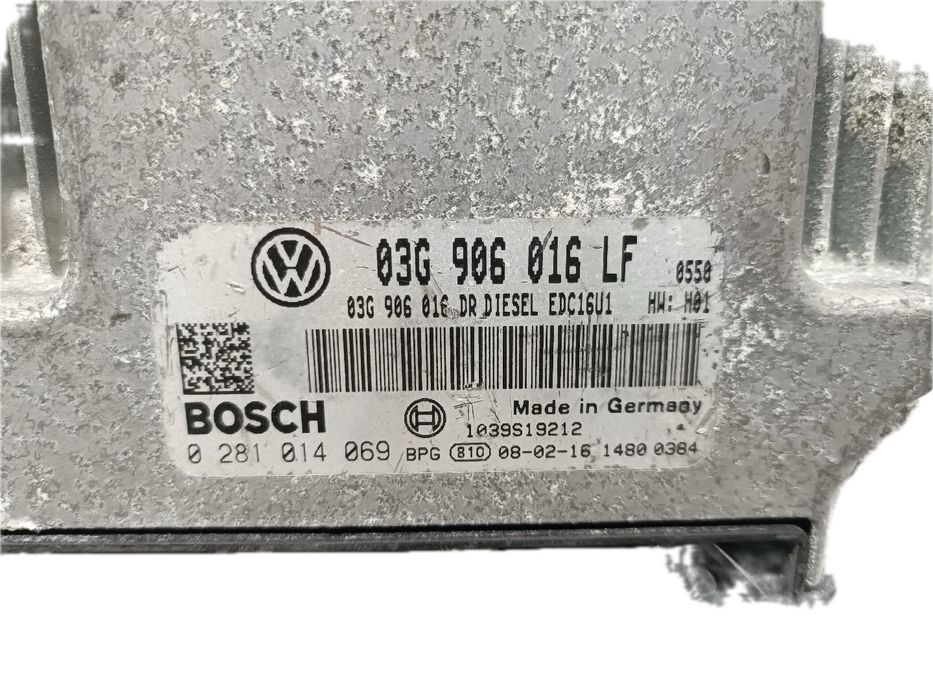 03G 906 016 LF 0550
03G 906 016 DR DIESEL EDC16U1 HW: H01
BOSCH Made in Germany
1039S19212
0 281 014 069 BPG 810 08-02-16 1480 0384